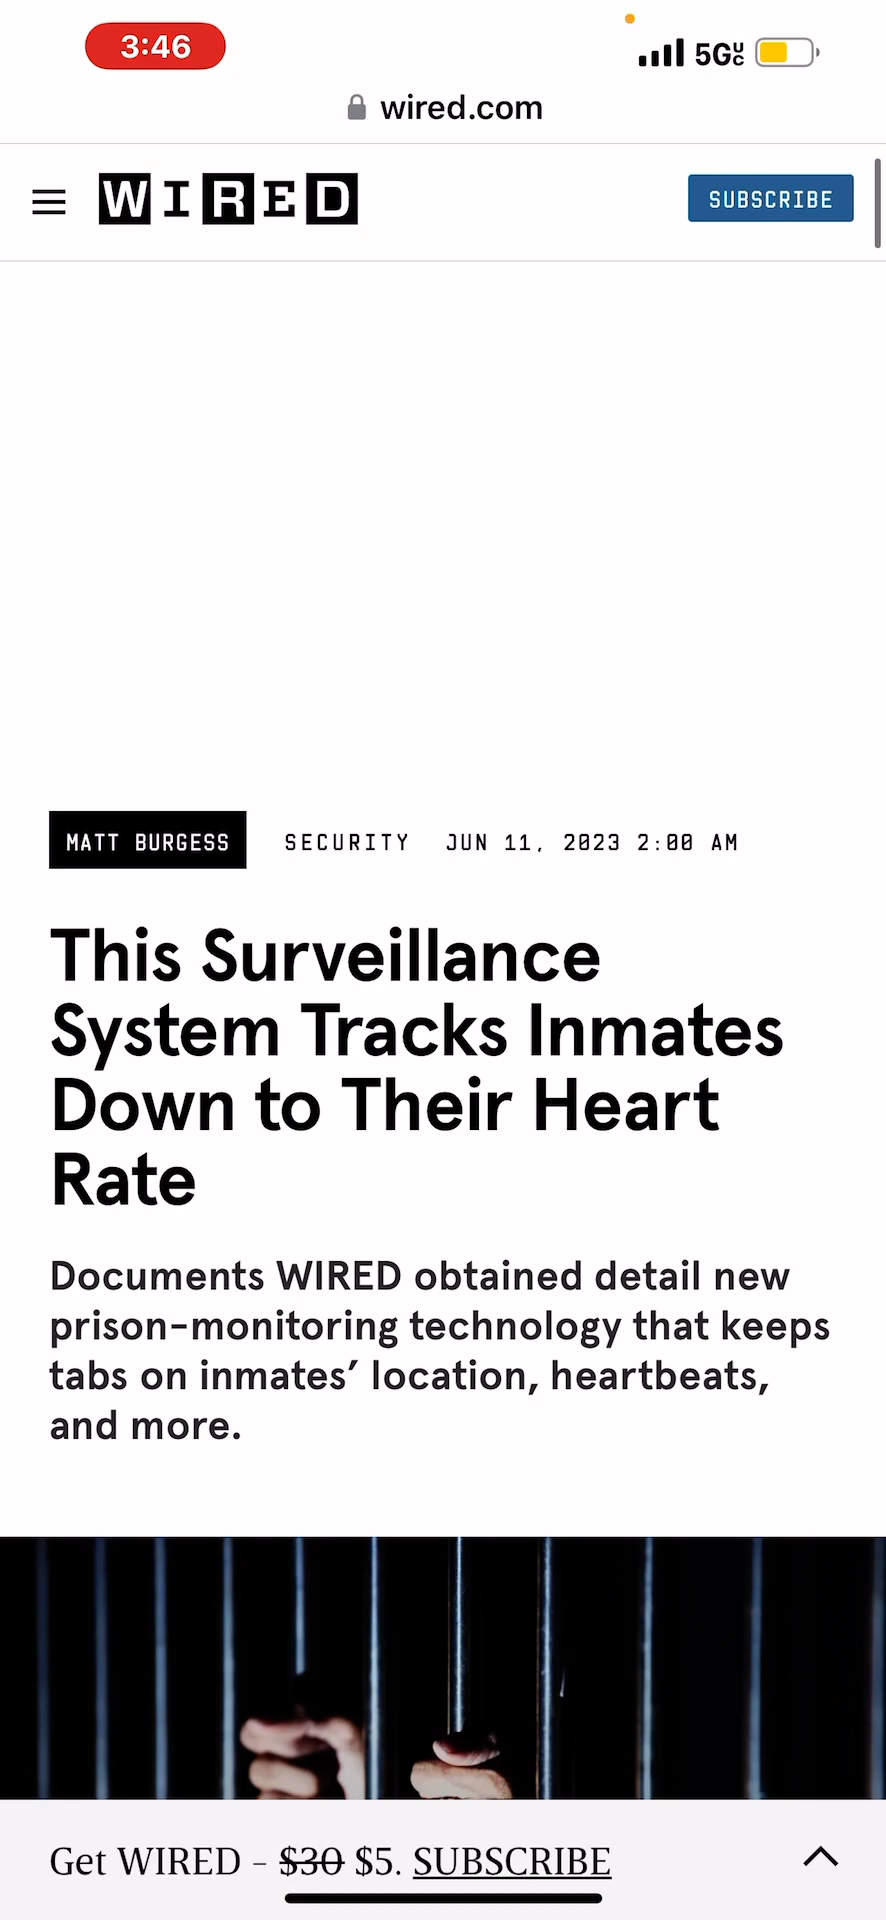 3:46
5G UC
wired.com
WIRED
SUBSCRIBE
MATT BURGESS SECURITY JUN 11, 2023 2:00 AM
This Surveillance
System Tracks Inmates
Down to Their Heart
Rate
Documents WIRED obtained detail new
prison-monitoring technology that keeps
tabs on inmates’ location, heartbeats,
and more.
Get WIRED - $30 $5. SUBSCRIBE